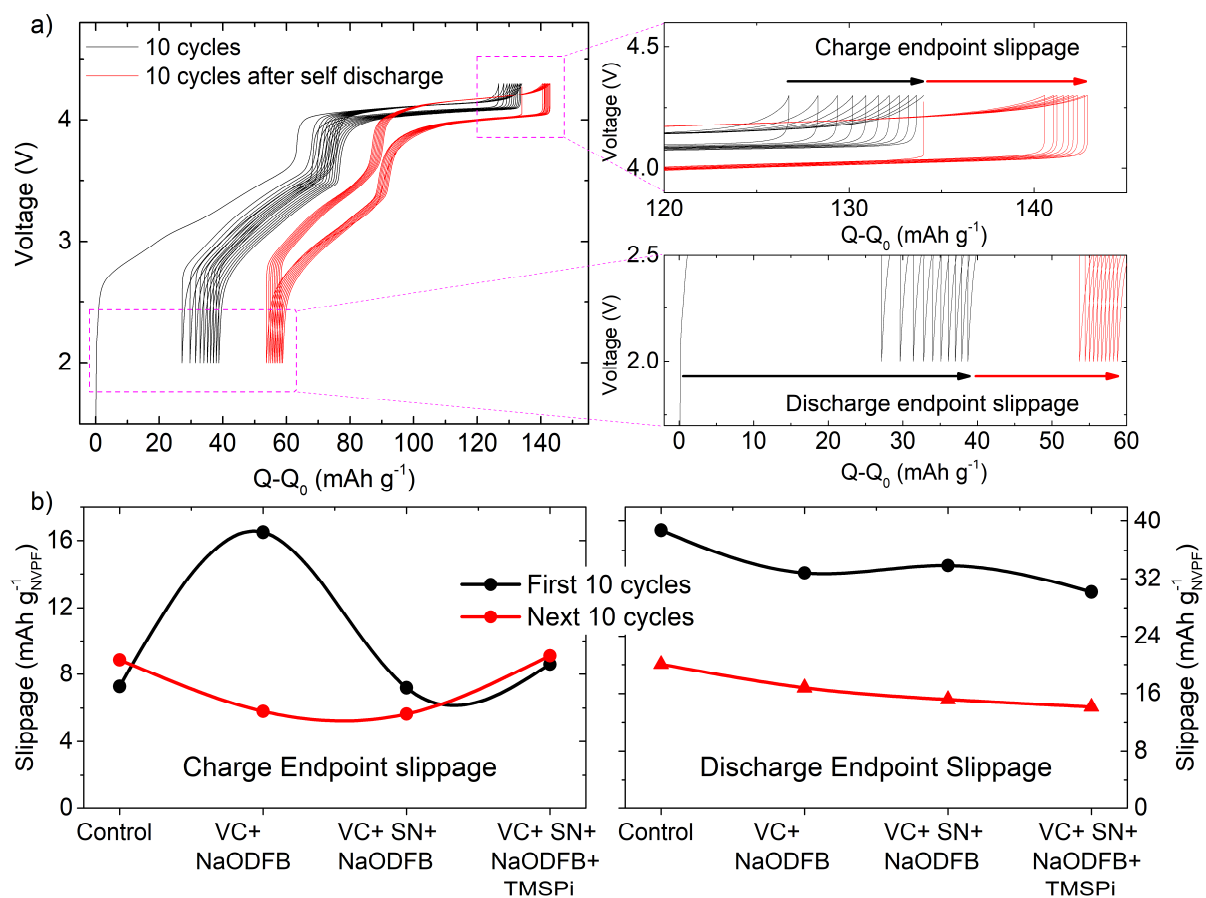 a)
10 cycles
10 cycles after self discharge
Voltage (V)
4
3
2
0 20 40 60 80 100 120 140
Q-Q₀ (mAh g⁻¹)
Charge endpoint slippage
Voltage (V)
4.5
4.0
120 130 140
Q-Q₀ (mAh g⁻¹)
Voltage (V)
2.5
2.0
Discharge endpoint slippage
0 10 20 30 40 50 60
Q-Q₀ (mAh g⁻¹)
b)
Slippage (mAh g⁻¹NVPF)
16
12
8
4
0
First 10 cycles
Next 10 cycles
Charge Endpoint slippage
Control
VC+
NaODFB
VC+ SN+
NaODFB
VC+ SN+
NaODFB+
TMSPi
Discharge Endpoint Slippage
40
32
24
16
8
0
Slippage (mAh g⁻¹NVPF)
Control
VC+
NaODFB
VC+ SN+
NaODFB
VC+ SN+
NaODFB+
TMSPi